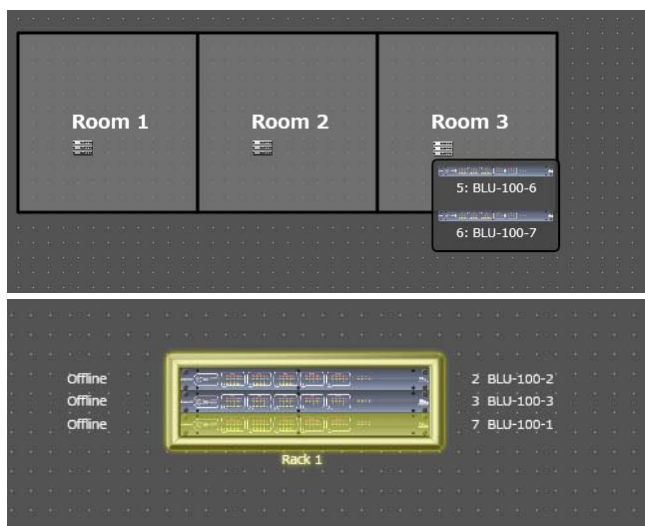 Room 1 Room 2 Room 3
5: BLU-100-6
6: BLU-100-7
Offline 2 BLU-100-2
Offline 3 BLU-100-3
Offline 7 BLU-100-1
Rack 1